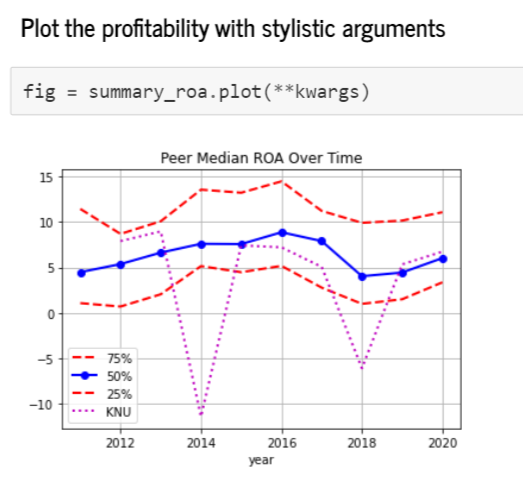 Plot the profitability with stylistic arguments
fig = summary_roa.plot(**kwargs)
Peer Median ROA Over Time
15
10
5
0
−5
−10
75%
50%
25%
KNU
2012 2014 2016 2018 2020
year